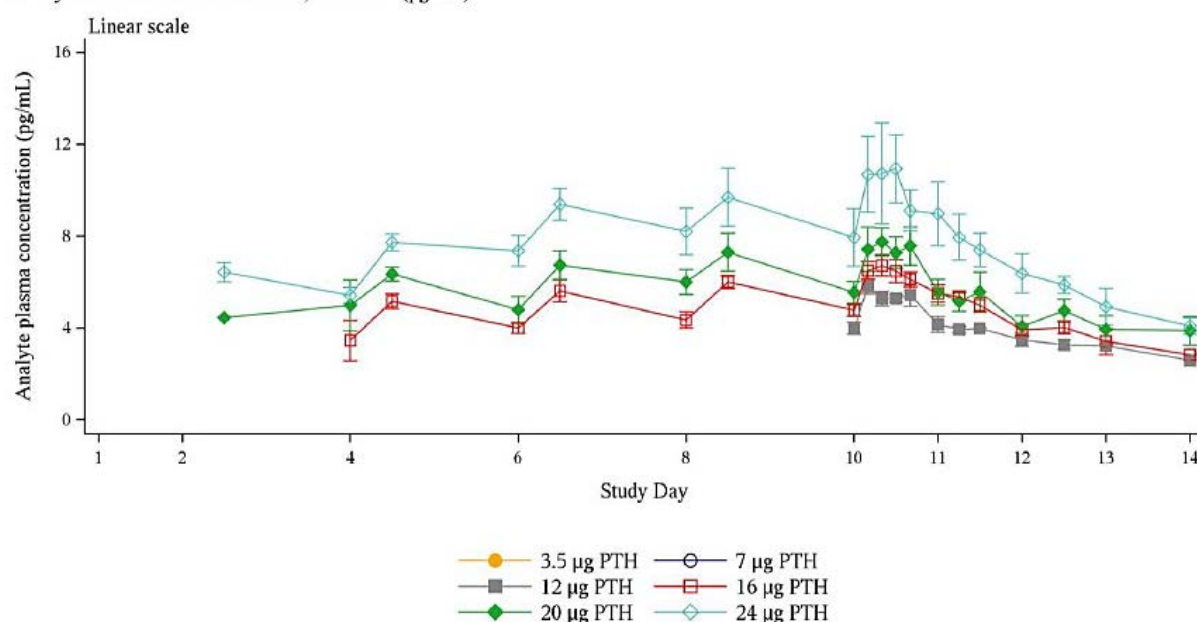 Linear scale
Analyte plasma concentration (pg/mL)
16
12
8
4
0
1 2 4 6 8 10 11 12 13 14
Study Day
3.5 µg PTH 7 µg PTH
12 µg PTH 16 µg PTH
20 µg PTH 24 µg PTH